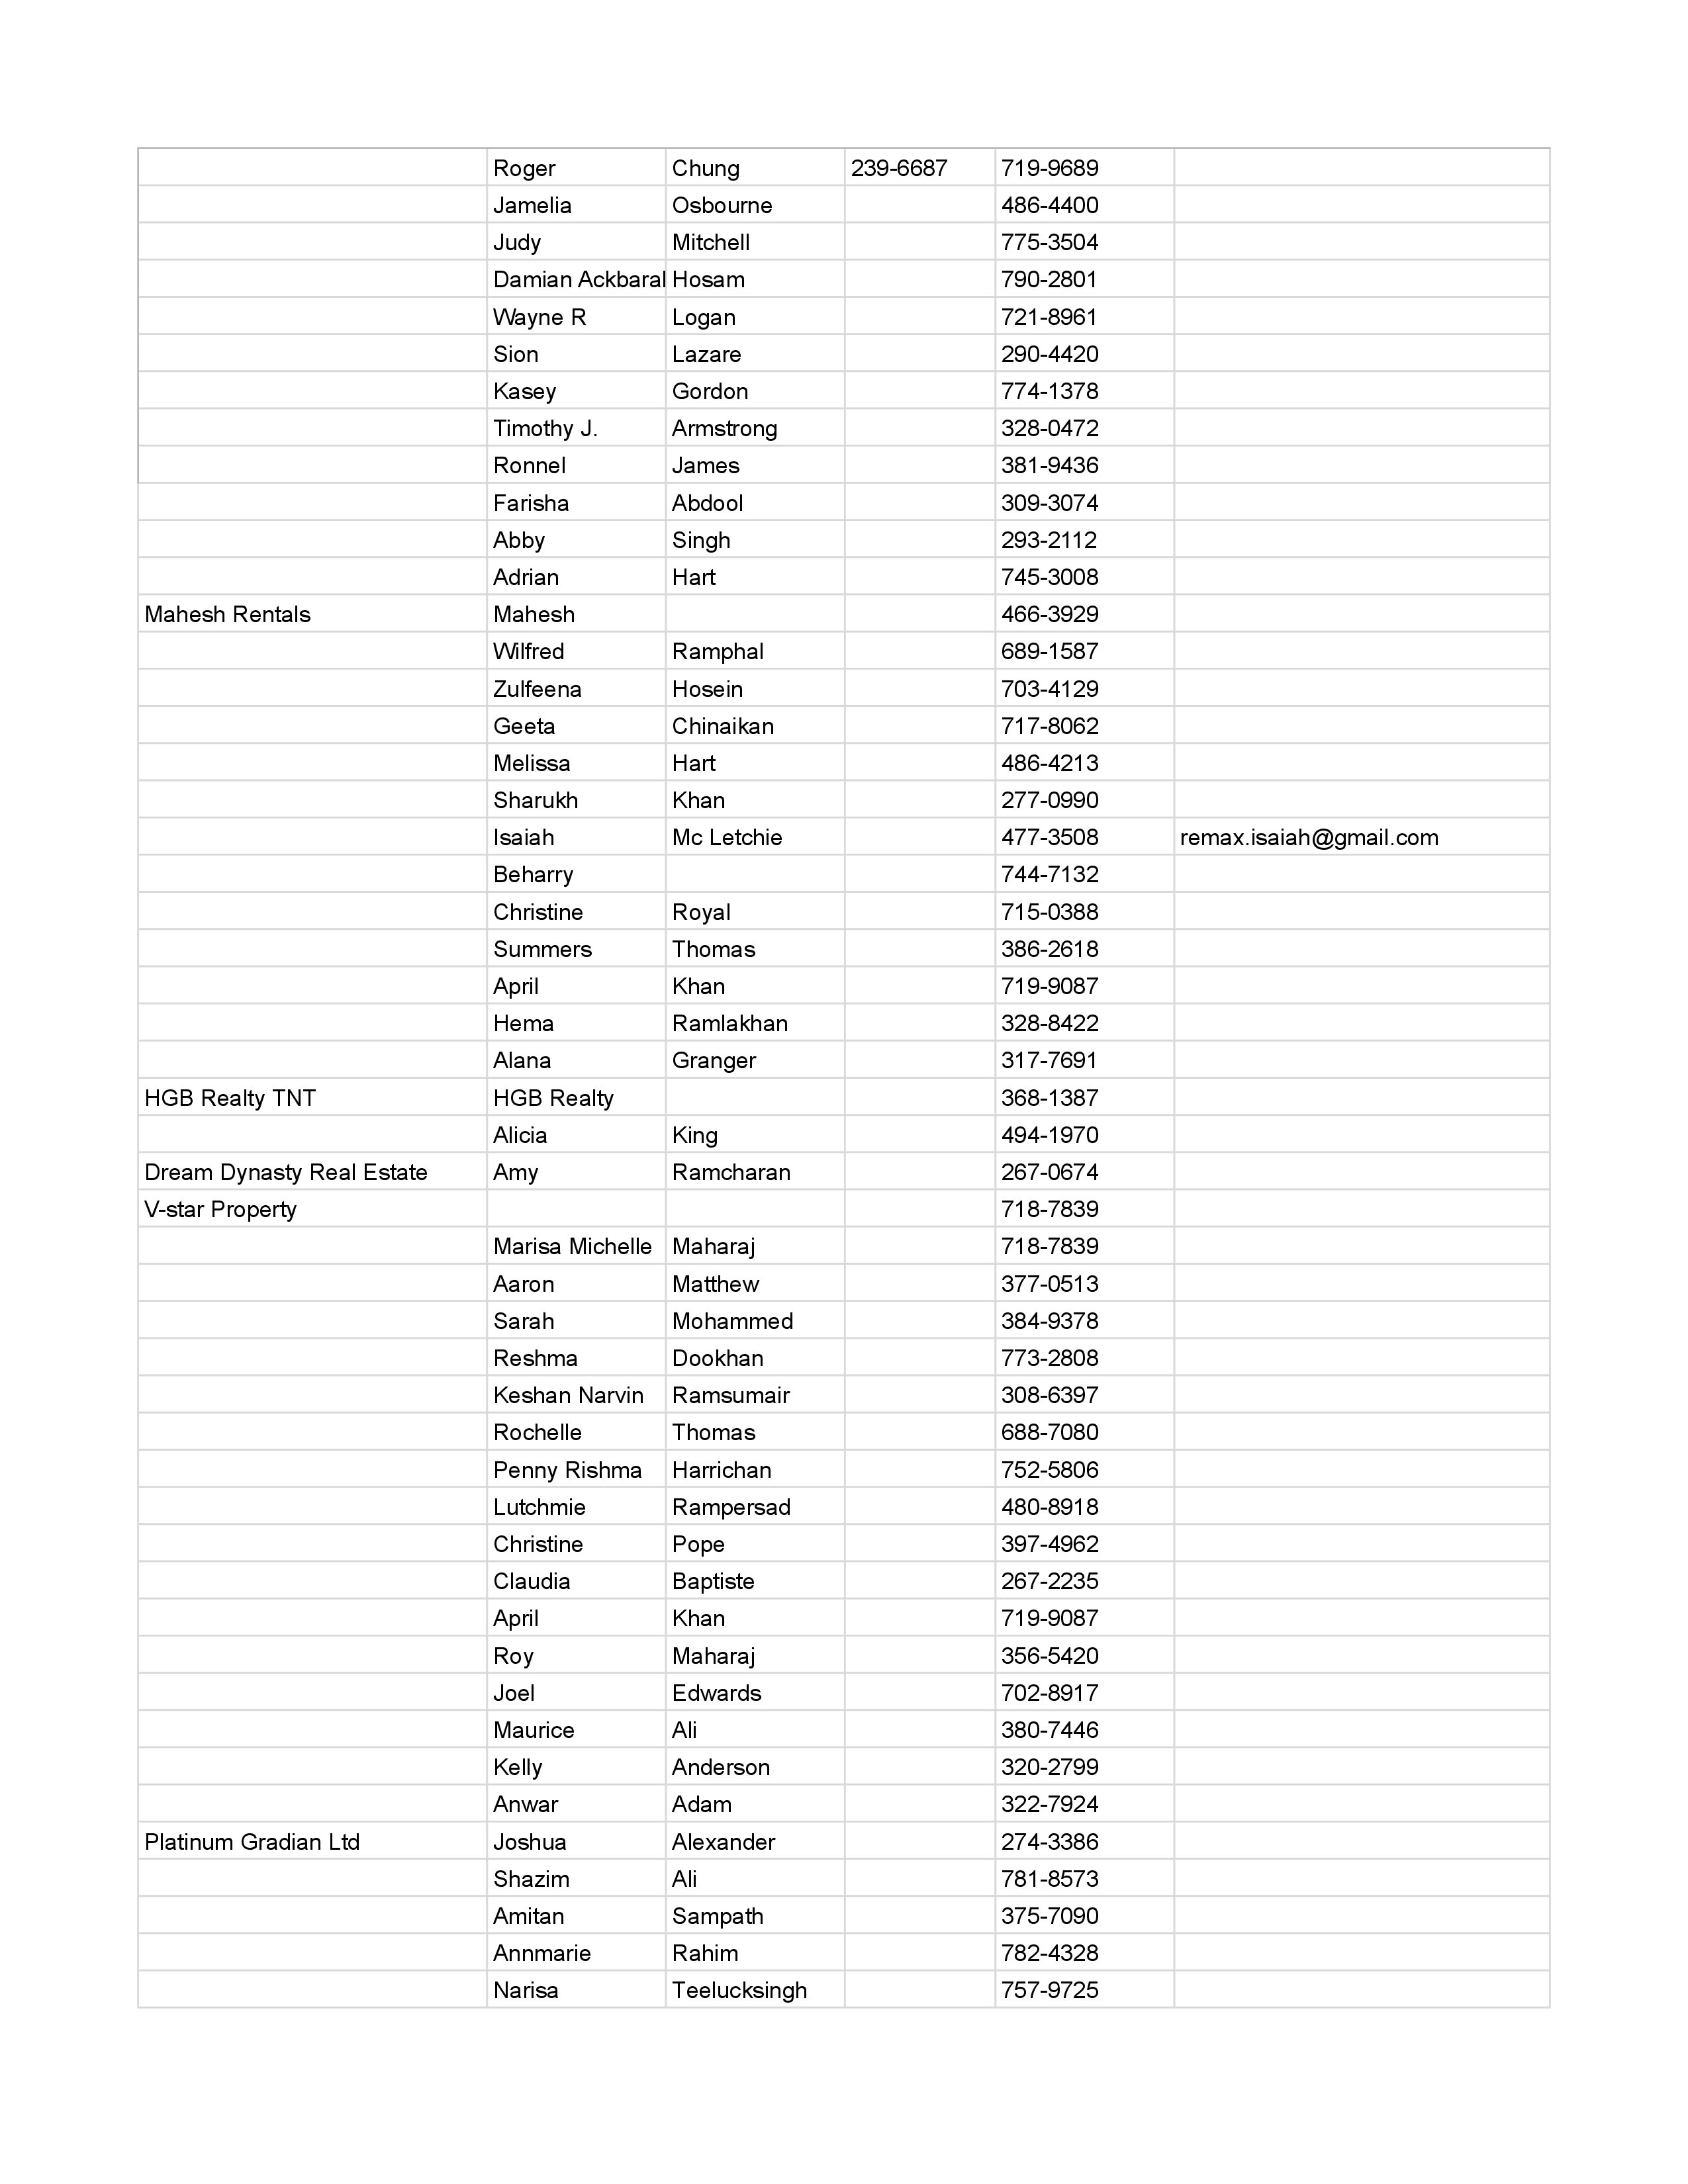 Roger Chung 239-6687 719-9689
Jamelia Osbourne 486-4400
Judy Mitchell 775-3504
Damian Ackbaral Hosam 790-2801
Wayne R Logan 721-8961
Sion Lazare 290-4420
Kasey Gordon 774-1378
Timothy J. Armstrong 328-0472
Ronnel James 381-9436
Farisha Abdool 309-3074
Abby Singh 293-2112
Adrian Hart 745-3008
Mahesh Rentals Mahesh 466-3929
Wilfred Ramphal 689-1587
Zulfeena Hosein 703-4129
Geeta Chinaikan 717-8062
Melissa Hart 486-4213
Sharukh Khan 277-0990
Isaiah Mc Letchie 477-3508 remax.isaiah@gmail.com
Beharry 744-7132
Christine Royal 715-0388
Summers Thomas 386-2618
April Khan 719-9087
Hema Ramlakhan 328-8422
Alana Granger 317-7691
HGB Realty TNT HGB Realty 368-1387
Alicia King 494-1970
Dream Dynasty Real Estate Amy Ramcharan 267-0674
V-star Property 718-7839
Marisa Michelle Maharaj 718-7839
Aaron Matthew 377-0513
Sarah Mohammed 384-9378
Reshma Dookhan 773-2808
Keshan Narvin Ramsumair 308-6397
Rochelle Thomas 688-7080
Penny Rishma Harrichan 752-5806
Lutchmie Rampersad 480-8918
Christine Pope 397-4962
Claudia Baptiste 267-2235
April Khan 719-9087
Roy Maharaj 356-5420
Joel Edwards 702-8917
Maurice Ali 380-7446
Kelly Anderson 320-2799
Anwar Adam 322-7924
Platinum Gradian Ltd Joshua Alexander 274-3386
Shazim Ali 781-8573
Amitan Sampath 375-7090
Annmarie Rahim 782-4328
Narisa Teelucksingh 757-9725